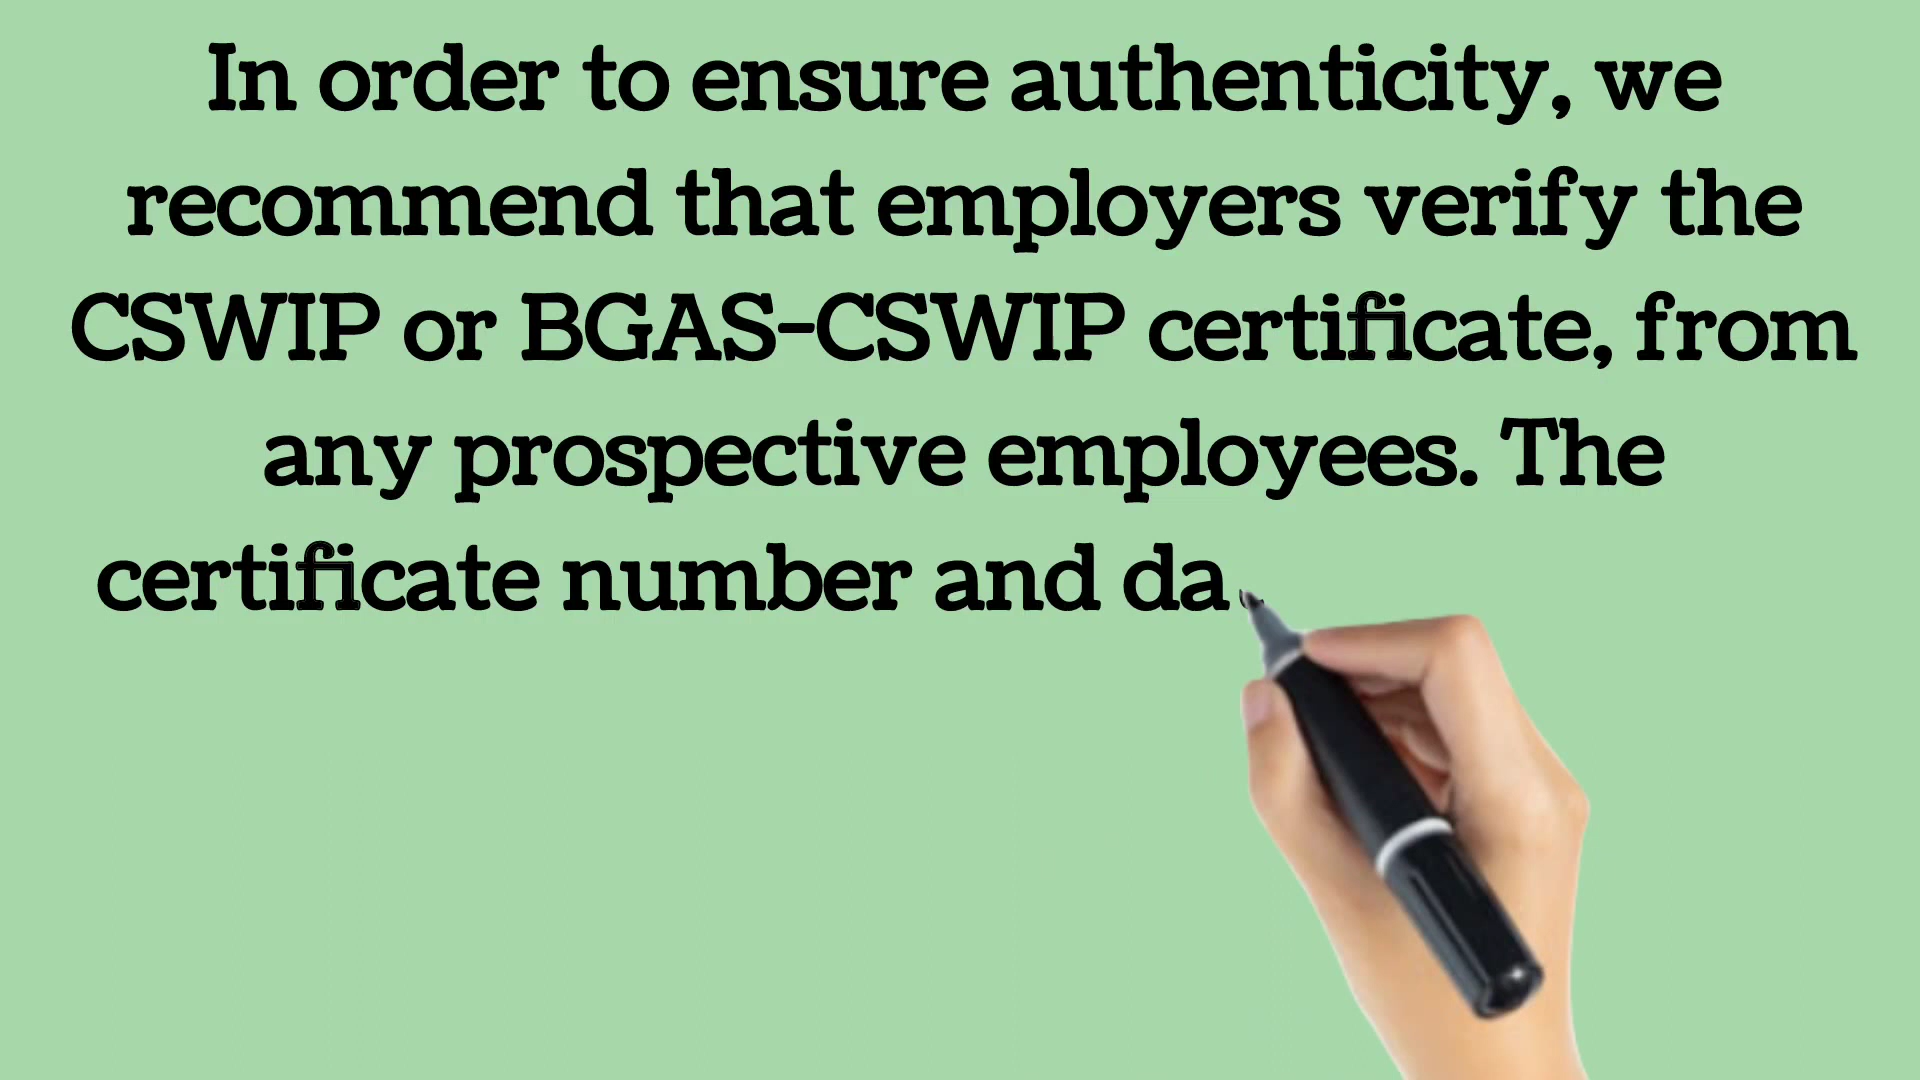 In order to ensure authenticity, we
recommend that employers verify the
CSWIP or BGAS-CSWIP certificate, from
any prospective employees. The
certificate number and da